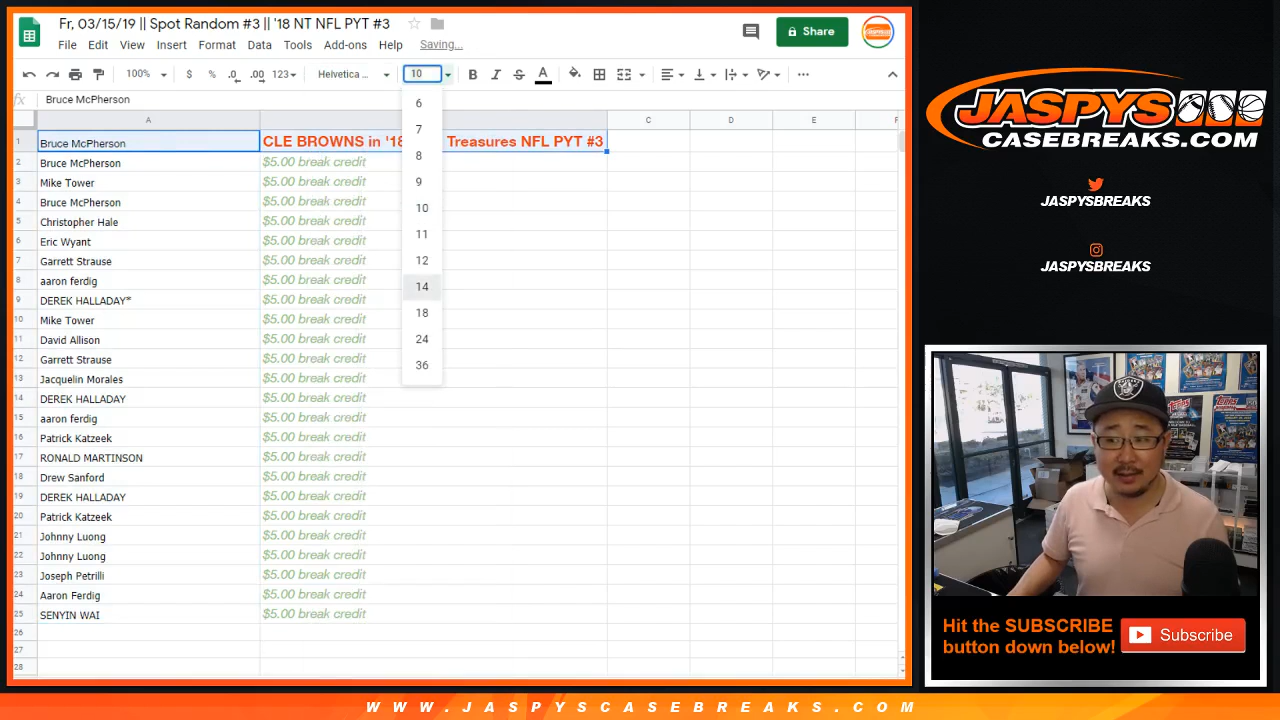 Fr, 03/15/19 || Spot Random #3 || '18 NT NFL PYT #3
File Edit View Insert Format Data Tools Add-ons Help Saving...
Share
100% $ % .0 .00 123 Helvetica ... 10 B I S A
fx Bruce McPherson
A C D E F
1 Bruce McPherson CLE BROWNS in '18 Treasures NFL PYT #3
2 Bruce McPherson $5.00 break credit
3 Mike Tower $5.00 break credit
4 Bruce McPherson $5.00 break credit
5 Christopher Hale $5.00 break credit
6 Eric Wyant $5.00 break credit
7 Garrett Strause $5.00 break credit
8 aaron ferdig $5.00 break credit
9 DEREK HALLADAY* $5.00 break credit
10 Mike Tower $5.00 break credit
11 David Allison $5.00 break credit
12 Garrett Strause $5.00 break credit
13 Jacquelin Morales $5.00 break credit
14 DEREK HALLADAY $5.00 break credit
15 aaron ferdig $5.00 break credit
16 Patrick Katzeek $5.00 break credit
17 RONALD MARTINSON $5.00 break credit
18 Drew Sanford $5.00 break credit
19 DEREK HALLADAY $5.00 break credit
20 Patrick Katzeek $5.00 break credit
21 Johnny Luong $5.00 break credit
22 Johnny Luong $5.00 break credit
23 Joseph Petrilli $5.00 break credit
24 Aaron Ferdig $5.00 break credit
25 SENYIN WAI $5.00 break credit
26
27
28
6
7
8
9
10
11
12
14
18
24
36
JASPYS
CASEBREAKS.COM
JASPYSBREAKS
JASPYSBREAKS
RAIDERS
Topps
Hit the SUBSCRIBE
button down below!
Subscribe
WWW.JASPYSCASEBREAKS.COM